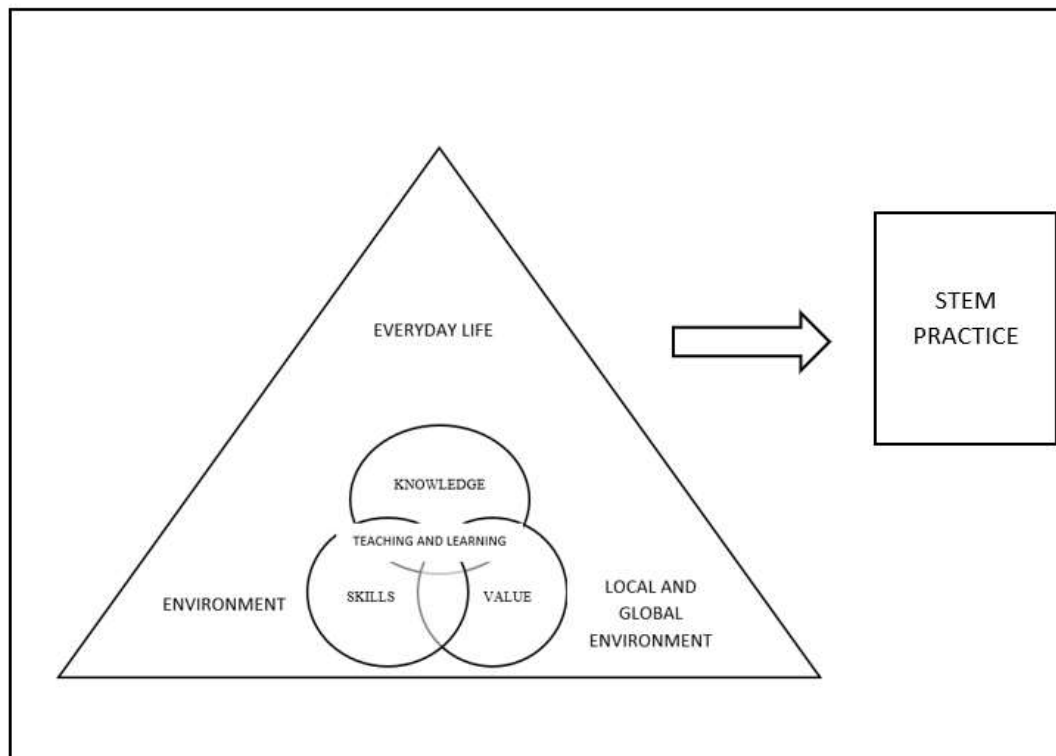 EVERYDAY LIFE
STEM
PRACTICE
KNOWLEDGE
TEACHING AND LEARNING
ENVIRONMENT
SKILLS
VALUE
LOCAL AND
GLOBAL
ENVIRONMENT